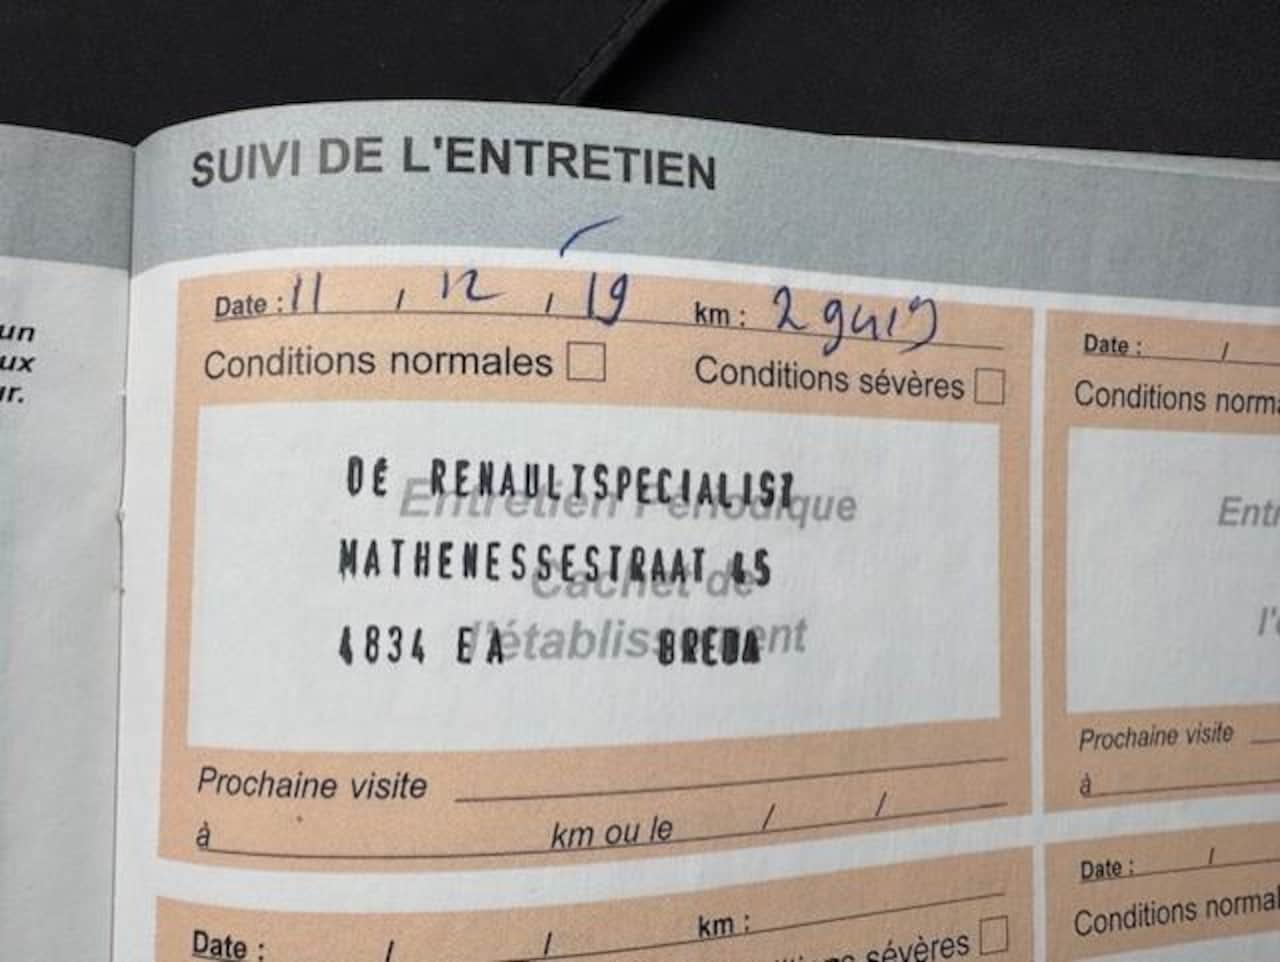 SUIVI DE L'ENTRETIEN
un
ux
ur.
Date : 11 / 12 / 19 km : 29419
Conditions normales Conditions sévères
Entretien Périodique
Cachet de
l'établissement
DE RENAULTSPECIALIST
MATHENESSESTRAAT 45
4834 EA BREDA
Prochaine visite
à km ou le / /
Date : / / km :
sévères
Date : /
Conditions norma
Entr
l'
Prochaine visite
à
Date : /
Conditions normal